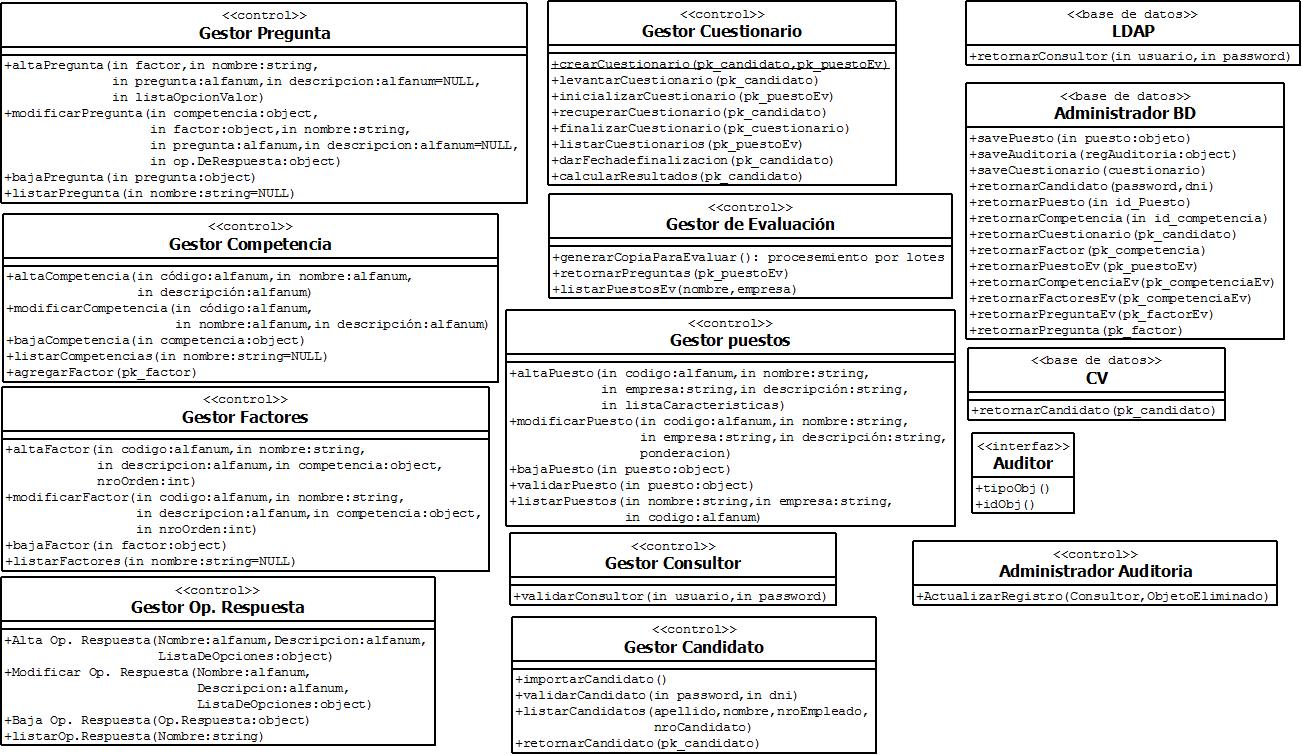 <<control>>
Gestor Pregunta
+altaPregunta(in factor,in nombre:string,
in pregunta:alfanum,in descripcion:alfanum=NULL,
in listaOpcionValor)
+modificarPregunta(in competencia:object,
in factor:object,in nombre:string,
in pregunta:alfanum,in descripcion:alfanum=NULL,
in op.DeRespuesta:object)
+bajaPregunta(in pregunta:object)
+listarPregunta(in nombre:string=NULL)
<<control>>
Gestor Competencia
+altaCompetencia(in código:alfanum,in nombre:alfanum,
in descripción:alfanum)
+modificarCompetencia(in código:alfanum,
in nombre:alfanum,in descripción:alfanum)
+bajaCompetencia(in competencia:object)
+listarCompetencias(in nombre:string=NULL)
+agregarFactor(pk_factor)
<<control>>
Gestor Factores
+altaFactor(in codigo:alfanum,in nombre:string,
in descripcion:alfanum,in competencia:object,
nroOrden:int)
+modificarFactor(in codigo:alfanum,in nombre:string,
in descripcion:alfanum,in competencia:object,
in nroOrden:int)
+bajaFactor(in factor:object)
+listarFactores(in nombre:string=NULL)
<<control>>
Gestor Op. Respuesta
+Alta Op. Respuesta(Nombre:alfanum,Descripcion:alfanum,
ListaDeOpciones:object)
+Modificar Op. Respuesta(Nombre:alfanum,
Descripcion:alfanum,
ListaDeOpciones:object)
+Baja Op. Respuesta(Op.Respuesta:object)
+listarOp.Respuesta(Nombre:string)
<<control>>
Gestor Cuestionario
+crearCuestionario(pk_candidato,pk_puestoEv)
+levantarCuestionario(pk_candidato)
+inicializarCuestionario(pk_puestoEv)
+recuperarCuestionario(pk_candidato)
+finalizarCuestionario(pk_cuestionario)
+listarCuestionarios(pk_puestoEv)
+darFechadefinalizacion(pk_candidato)
+calcularResultados(pk_candidato)
<<control>>
Gestor de Evaluación
+generarCopiaParaEvaluar(): procesemiento por lotes
+retornarPreguntas(pk_puestoEv)
+listarPuestosEv(nombre,empresa)
<<control>>
Gestor puestos
+altaPuesto(in codigo:alfanum,in nombre:string,
in empresa:string,in descripción:string,
in listaCaracteristicas)
+modificarPuesto(in codigo:alfanum,in nombre:string,
in empresa:string,in descripción:string,
ponderacion)
+bajaPuesto(in puesto:object)
+validarPuesto(in puesto:object)
+listarPuestos(in nombre:string,in empresa:string,
in codigo:alfanum)
<<control>>
Gestor Consultor
+validarConsultor(in usuario,in password)
<<control>>
Gestor Candidato
+importarCandidato()
+validarCandidato(in password,in dni)
+listarCandidatos(apellido,nombre,nroEmpleado,
nroCandidato)
+retornarCandidato(pk_candidato)
<<base de datos>>
LDAP
+retornarConsultor(in usuario,in password)
<<base de datos>>
Administrador BD
+savePuesto(in puesto:objeto)
+saveAuditoria(regAuditoria:object)
+saveCuestionario(cuestionario)
+retornarCandidato(password,dni)
+retornarPuesto(in id_Puesto)
+retornarCompetencia(in id_competencia)
+retornarCuestionario(pk_candidato)
+retornarFactor(pk_competencia)
+retornarPuestoEv(pk_puestoEv)
+retornarCompetenciaEv(pk_competenciaEv)
+retornarFactoresEv(pk_competenciaEv)
+retornarPreguntaEv(pk_factorEv)
+retornarPregunta(pk_factor)
<<base de datos>>
CV
+retornarCandidato(pk_candidato)
<<interfaz>>
Auditor
+tipoObj()
+idObj()
<<control>>
Administrador Auditoria
+ActualizarRegistro(Consultor,ObjetoEliminado)